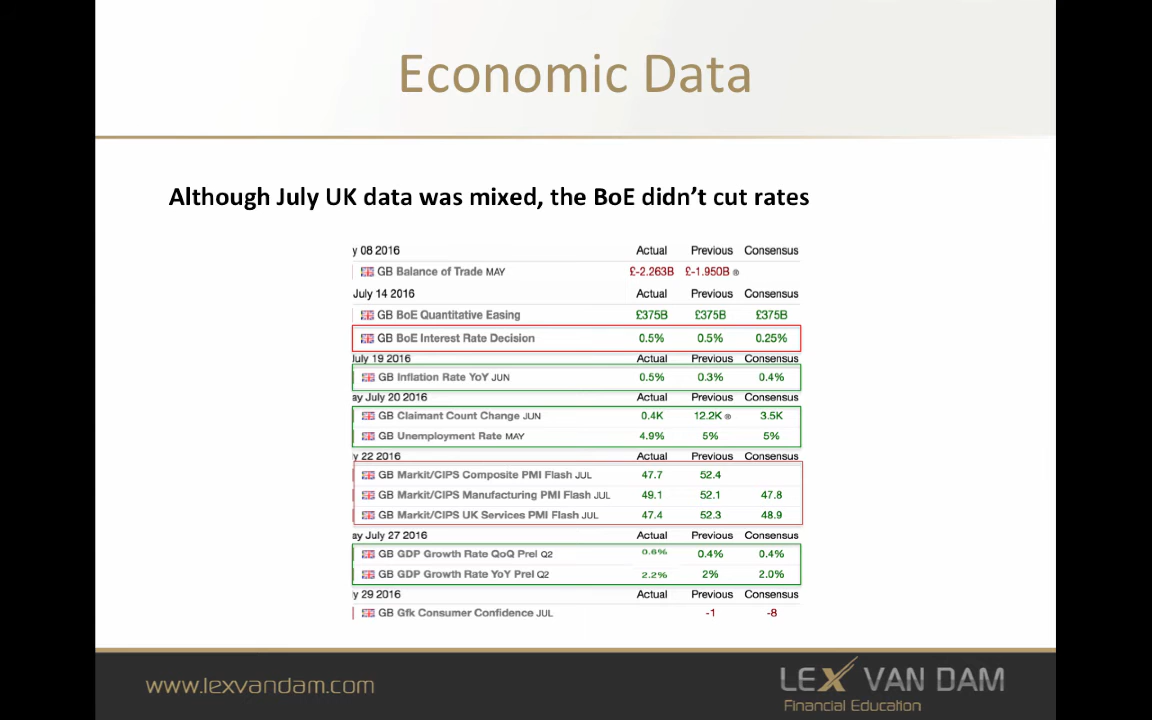 Economic Data
Although July UK data was mixed, the BoE didn't cut rates
y 08 2016 Actual Previous Consensus
GB Balance of Trade MAY £-2.263B £-1.950B ®
July 14 2016 Actual Previous Consensus
GB BoE Quantitative Easing £375B £375B £375B
GB BoE Interest Rate Decision 0.5% 0.5% 0.25%
July 19 2016 Actual Previous Consensus
GB Inflation Rate YoY JUN 0.5% 0.3% 0.4%
ay July 20 2016 Actual Previous Consensus
GB Claimant Count Change JUN 0.4K 12.2K ® 3.5K
GB Unemployment Rate MAY 4.9% 5% 5%
y 22 2016 Actual Previous Consensus
GB Markit/CIPS Composite PMI Flash JUL 47.7 52.4
GB Markit/CIPS Manufacturing PMI Flash JUL 49.1 52.1 47.8
GB Markit/CIPS UK Services PMI Flash JUL 47.4 52.3 48.9
ay July 27 2016 Actual Previous Consensus
GB GDP Growth Rate QoQ Prel Q2 0.6% 0.4% 0.4%
GB GDP Growth Rate YoY Prel Q2 2.2% 2% 2.0%
y 29 2016 Actual Previous Consensus
GB Gfk Consumer Confidence JUL -1 -8
www.lexvandam.com
LEX VAN DAM
Financial Education